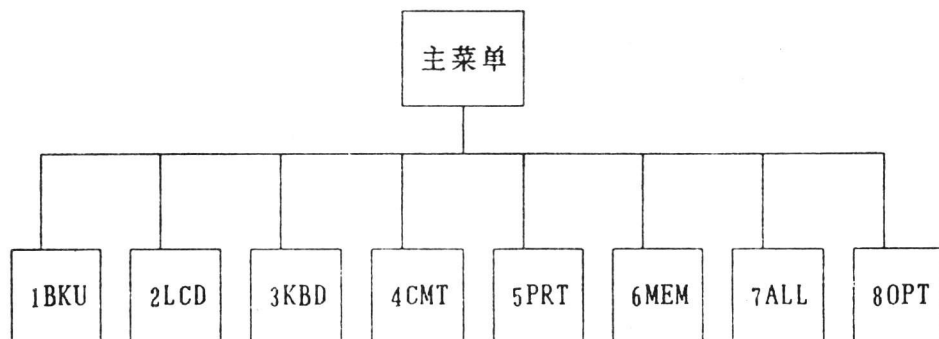 主菜单
1BKU
2LCD
3KBD
4CMT
5PRT
6MEM
7ALL
8OPT